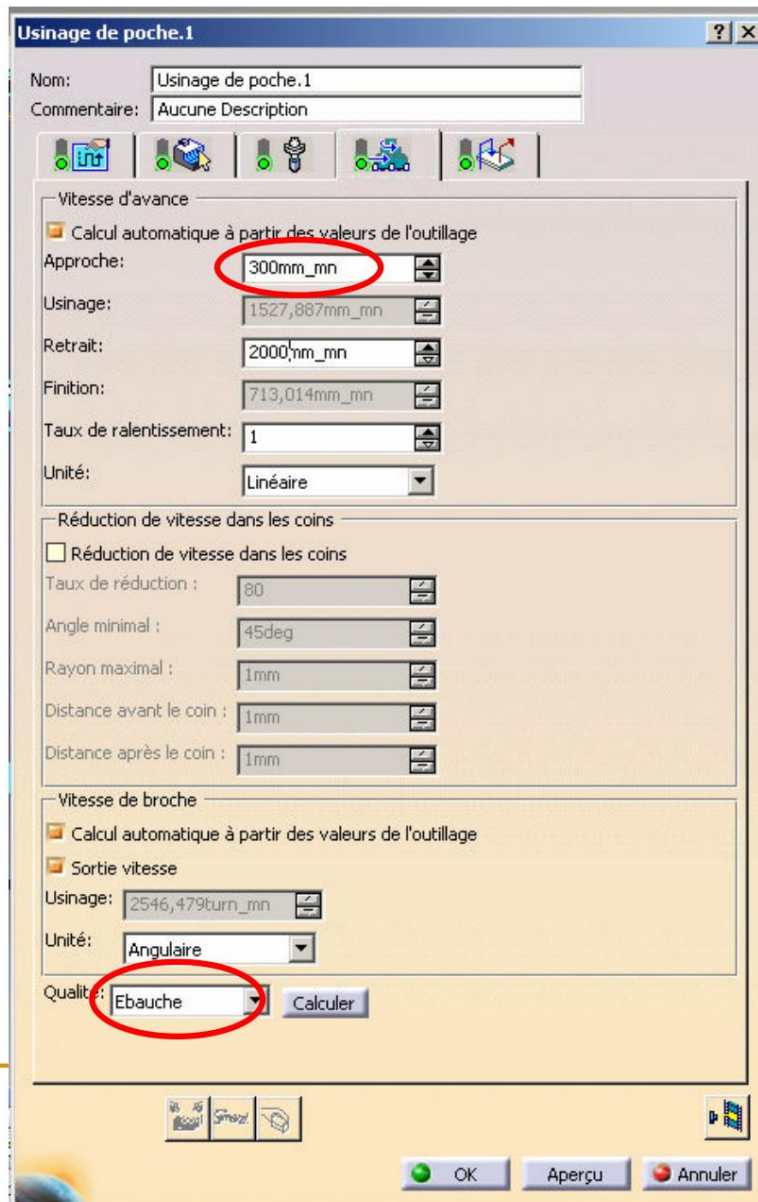 Usinage de poche.1
Nom: Usinage de poche.1
Commentaire: Aucune Description
Vitesse d'avance
Calcul automatique à partir des valeurs de l'outillage
Approche: 300mm_mn
Usinage: 1527,887mm_mn
Retrait: 2000mm_mn
Finition: 713,014mm_mn
Taux de ralentissement: 1
Unité: Linéaire
Réduction de vitesse dans les coins
Réduction de vitesse dans les coins
Taux de réduction : 80
Angle minimal : 45deg
Rayon maximal : 1mm
Distance avant le coin : 1mm
Distance après le coin : 1mm
Vitesse de broche
Calcul automatique à partir des valeurs de l'outillage
Sortie vitesse
Usinage: 2546,479turn_mn
Unité: Angulaire
Qualité: Ebauche Calculer
OK Aperçu Annuler